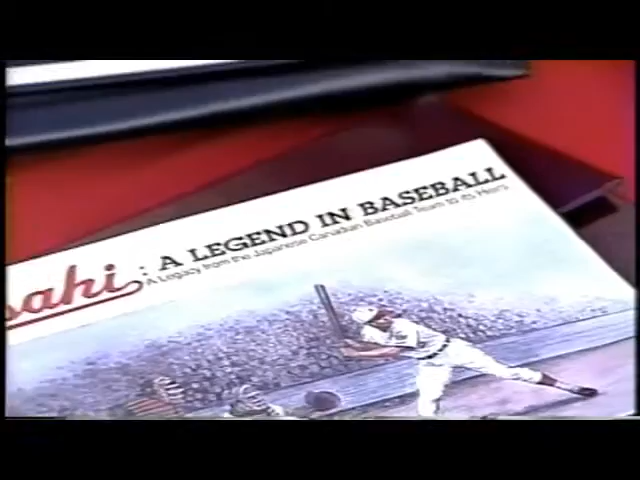 sahi: A LEGEND IN BASEBALL
A Legacy from the Japanese Canadian Baseball Team to its Heirs